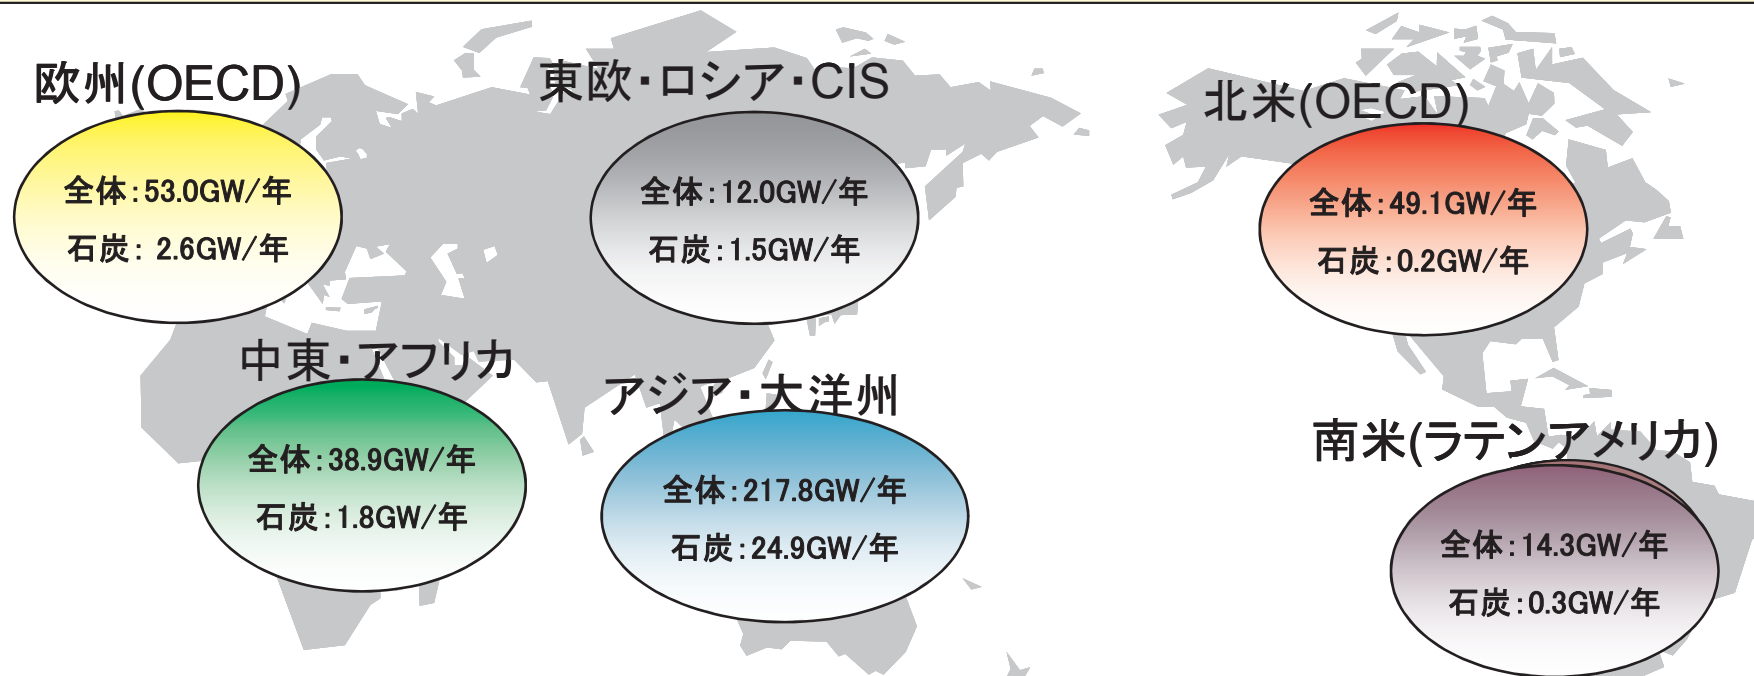 欧州(OECD)
全体:53.0GW/年
石炭: 2.6GW/年
東欧・ロシア・CIS
全体:12.0GW/年
石炭:1.5GW/年
北米(OECD)
全体:49.1GW/年
石炭:0.2GW/年
中東・アフリカ
全体:38.9GW/年
石炭:1.8GW/年
アジア・大洋州
全体:217.8GW/年
石炭:24.9GW/年
南米(ラテンアメリカ)
全体:14.3GW/年
石炭:0.3GW/年